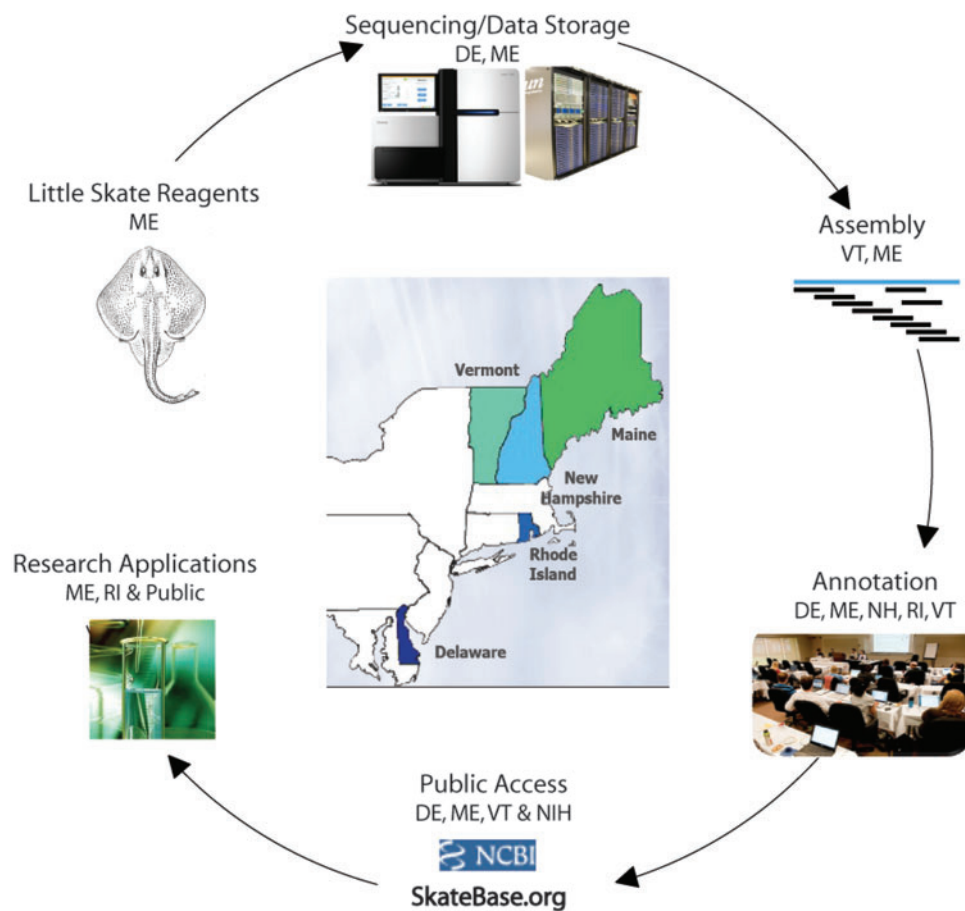 Sequencing/Data Storage
DE, ME
Little Skate Reagents
ME
Assembly
VT, ME
Vermont
Maine
New
Hampshire
Rhode
Island
Delaware
Research Applications
ME, RI & Public
Annotation
DE, ME, NH, RI, VT
Public Access
DE, ME, VT & NIH
NCBI
SkateBase.org